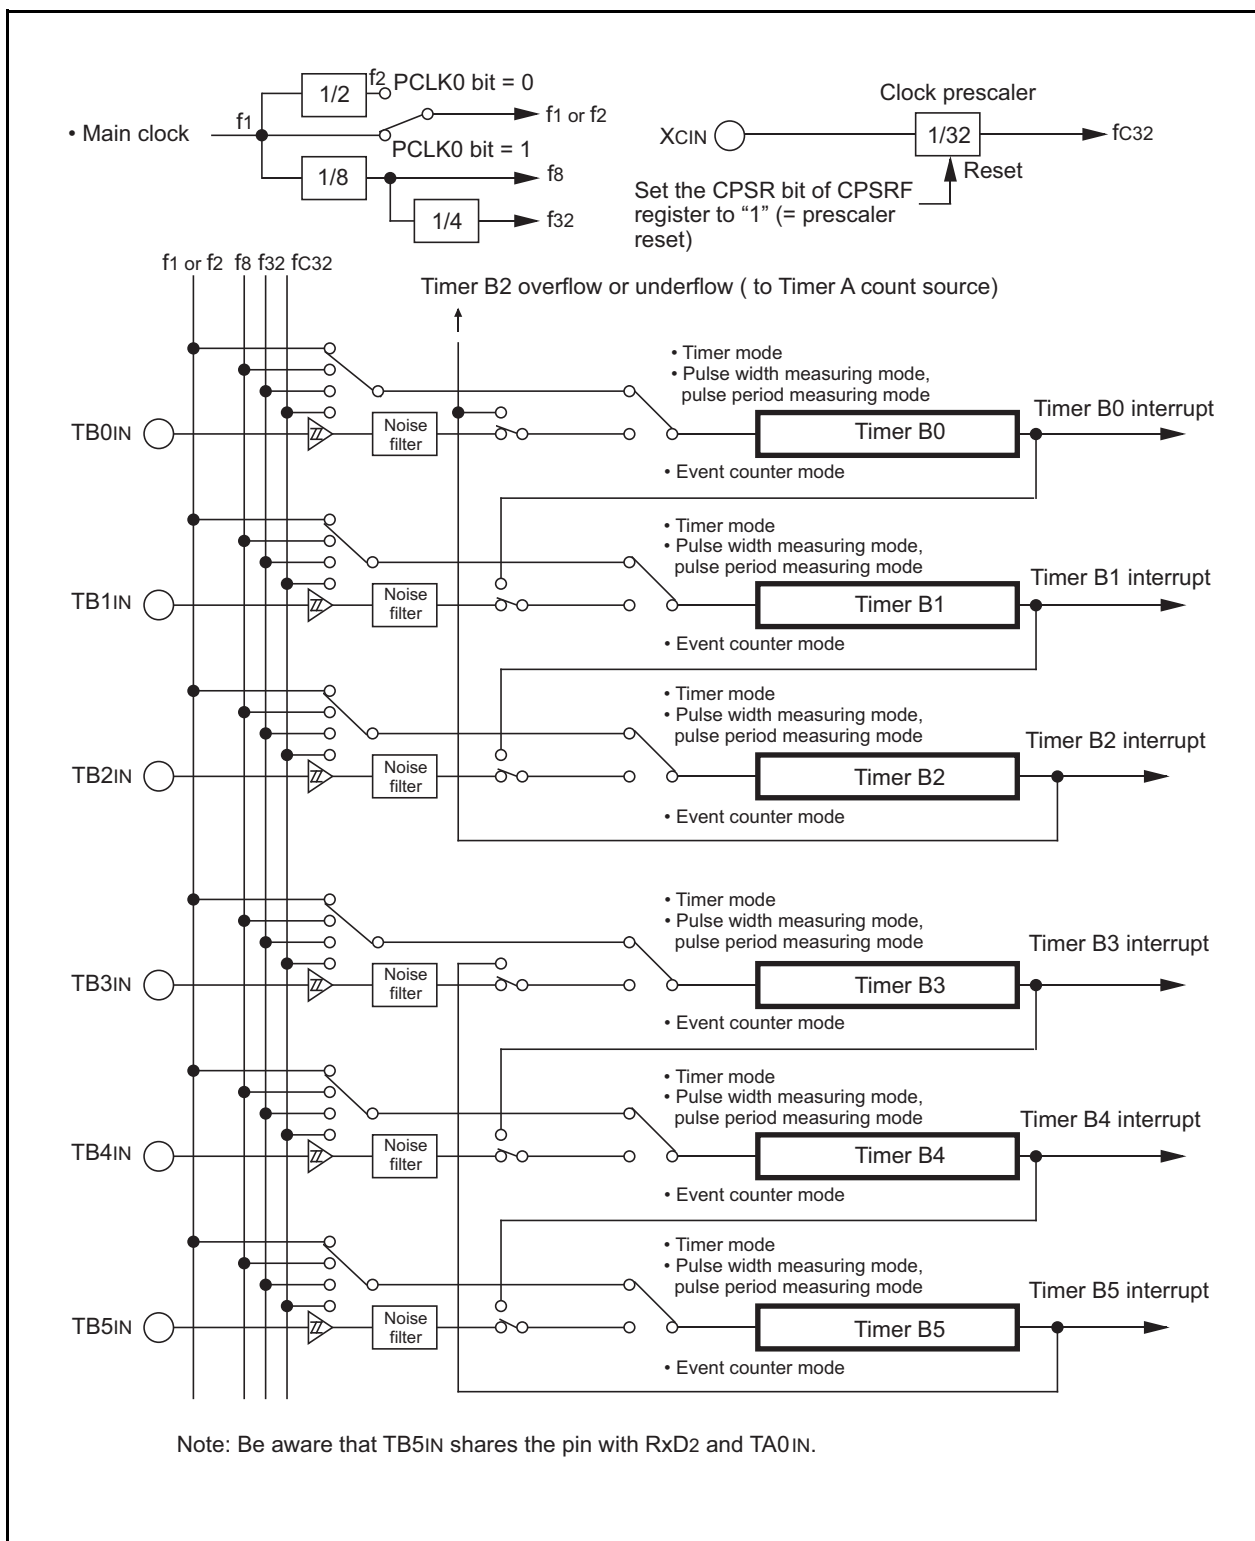 f2 PCLK0 bit = 0
1/2
• Main clock
f1
f1 or f2
PCLK0 bit = 1
1/8
f8
1/4
f32
Clock prescaler
XCIN
1/32
fC32
Reset
Set the CPSR bit of CPSRF
register to “1” (= prescaler
reset)
f1 or f2 f8 f32 fC32
Timer B2 overflow or underflow ( to Timer A count source)
• Timer mode
• Pulse width measuring mode,
pulse period measuring mode
TB0IN
Noise
filter
Timer B0
Timer B0 interrupt
• Event counter mode
• Timer mode
• Pulse width measuring mode,
pulse period measuring mode
TB1IN
Noise
filter
Timer B1
Timer B1 interrupt
• Event counter mode
• Timer mode
• Pulse width measuring mode,
pulse period measuring mode
TB2IN
Noise
filter
Timer B2
Timer B2 interrupt
• Event counter mode
• Timer mode
• Pulse width measuring mode,
pulse period measuring mode
TB3IN
Noise
filter
Timer B3
Timer B3 interrupt
• Event counter mode
• Timer mode
• Pulse width measuring mode,
pulse period measuring mode
TB4IN
Noise
filter
Timer B4
Timer B4 interrupt
• Event counter mode
• Timer mode
• Pulse width measuring mode,
pulse period measuring mode
TB5IN
Noise
filter
Timer B5
Timer B5 interrupt
• Event counter mode
Note: Be aware that TB5IN shares the pin with RxD2 and TA0IN.